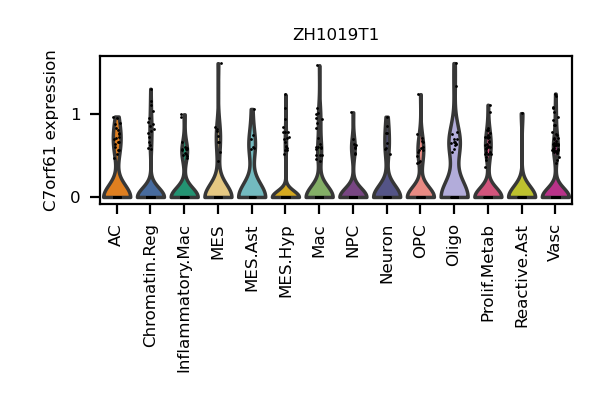 ZH1019T1
C7orf61 expression
1
0
AC
Chromatin.Reg
Inflammatory.Mac
MES
MES.Ast
MES.Hyp
Mac
NPC
Neuron
OPC
Oligo
Prolif.Metab
Reactive.Ast
Vasc